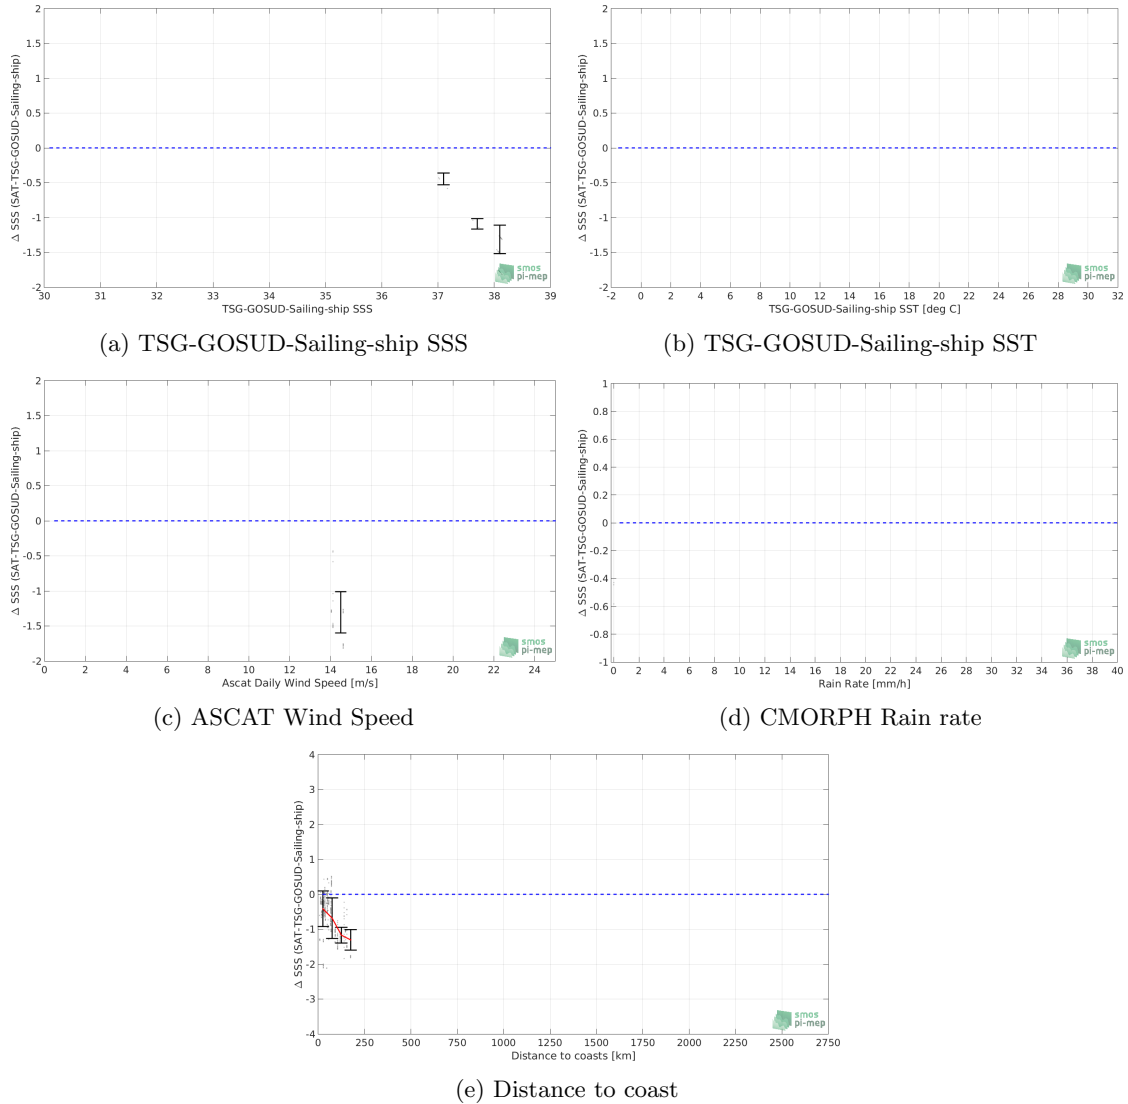 2
1.5
1
0.5
0
-0.5
-1
-1.5
-2
Δ SSS (SAT-TSG-GOSUD-Sailing-ship)
30 31 32 33 34 35 36 37 38 39
TSG-GOSUD-Sailing-ship SSS
smos
pi-mep
(a) TSG-GOSUD-Sailing-ship SSS
2
1.5
1
0.5
0
-0.5
-1
-1.5
-2
Δ SSS (SAT-TSG-GOSUD-Sailing-ship)
-2 0 2 4 6 8 10 12 14 16 18 20 22 24 26 28 30 32
TSG-GOSUD-Sailing-ship SST [deg C]
smos
pi-mep
(b) TSG-GOSUD-Sailing-ship SST
2
1.5
1
0.5
0
-0.5
-1
-1.5
-2
Δ SSS (SAT-TSG-GOSUD-Sailing-ship)
0 2 4 6 8 10 12 14 16 18 20 22 24
Ascat Daily Wind Speed [m/s]
smos
pi-mep
(c) ASCAT Wind Speed
1
0.8
0.6
0.4
0.2
0
-0.2
-0.4
-0.6
-0.8
-1
Δ SSS (SAT-TSG-GOSUD-Sailing-ship)
0 2 4 6 8 10 12 14 16 18 20 22 24 26 28 30 32 34 36 38 40
Rain Rate [mm/h]
smos
pi-mep
(d) CMORPH Rain rate
4
3
2
1
0
-1
-2
-3
-4
Δ SSS (SAT-TSG-GOSUD-Sailing-ship)
0 250 500 750 1000 1250 1500 1750 2000 2250 2500 2750
Distance to coasts [km]
smos
pi-mep
(e) Distance to coast